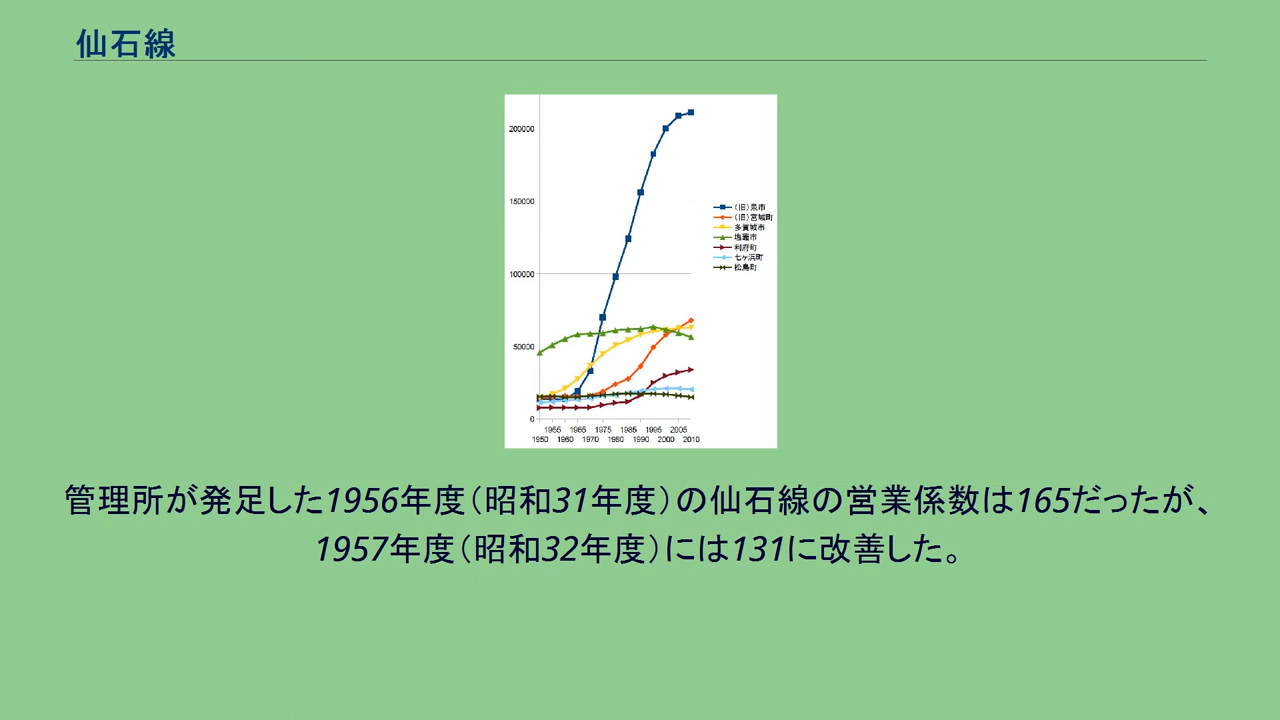 仙石線
200000
150000
100000
50000
0
1955 1965 1975 1985 1995 2005
1950 1960 1970 1980 1990 2000 2010
(旧)泉市
(旧)宮城町
多賀城市
塩竈市
利府町
七ヶ浜町
松島町
管理所が発足した1956年度（昭和31年度）の仙石線の営業係数は165だったが、
1957年度（昭和32年度）には131に改善した。